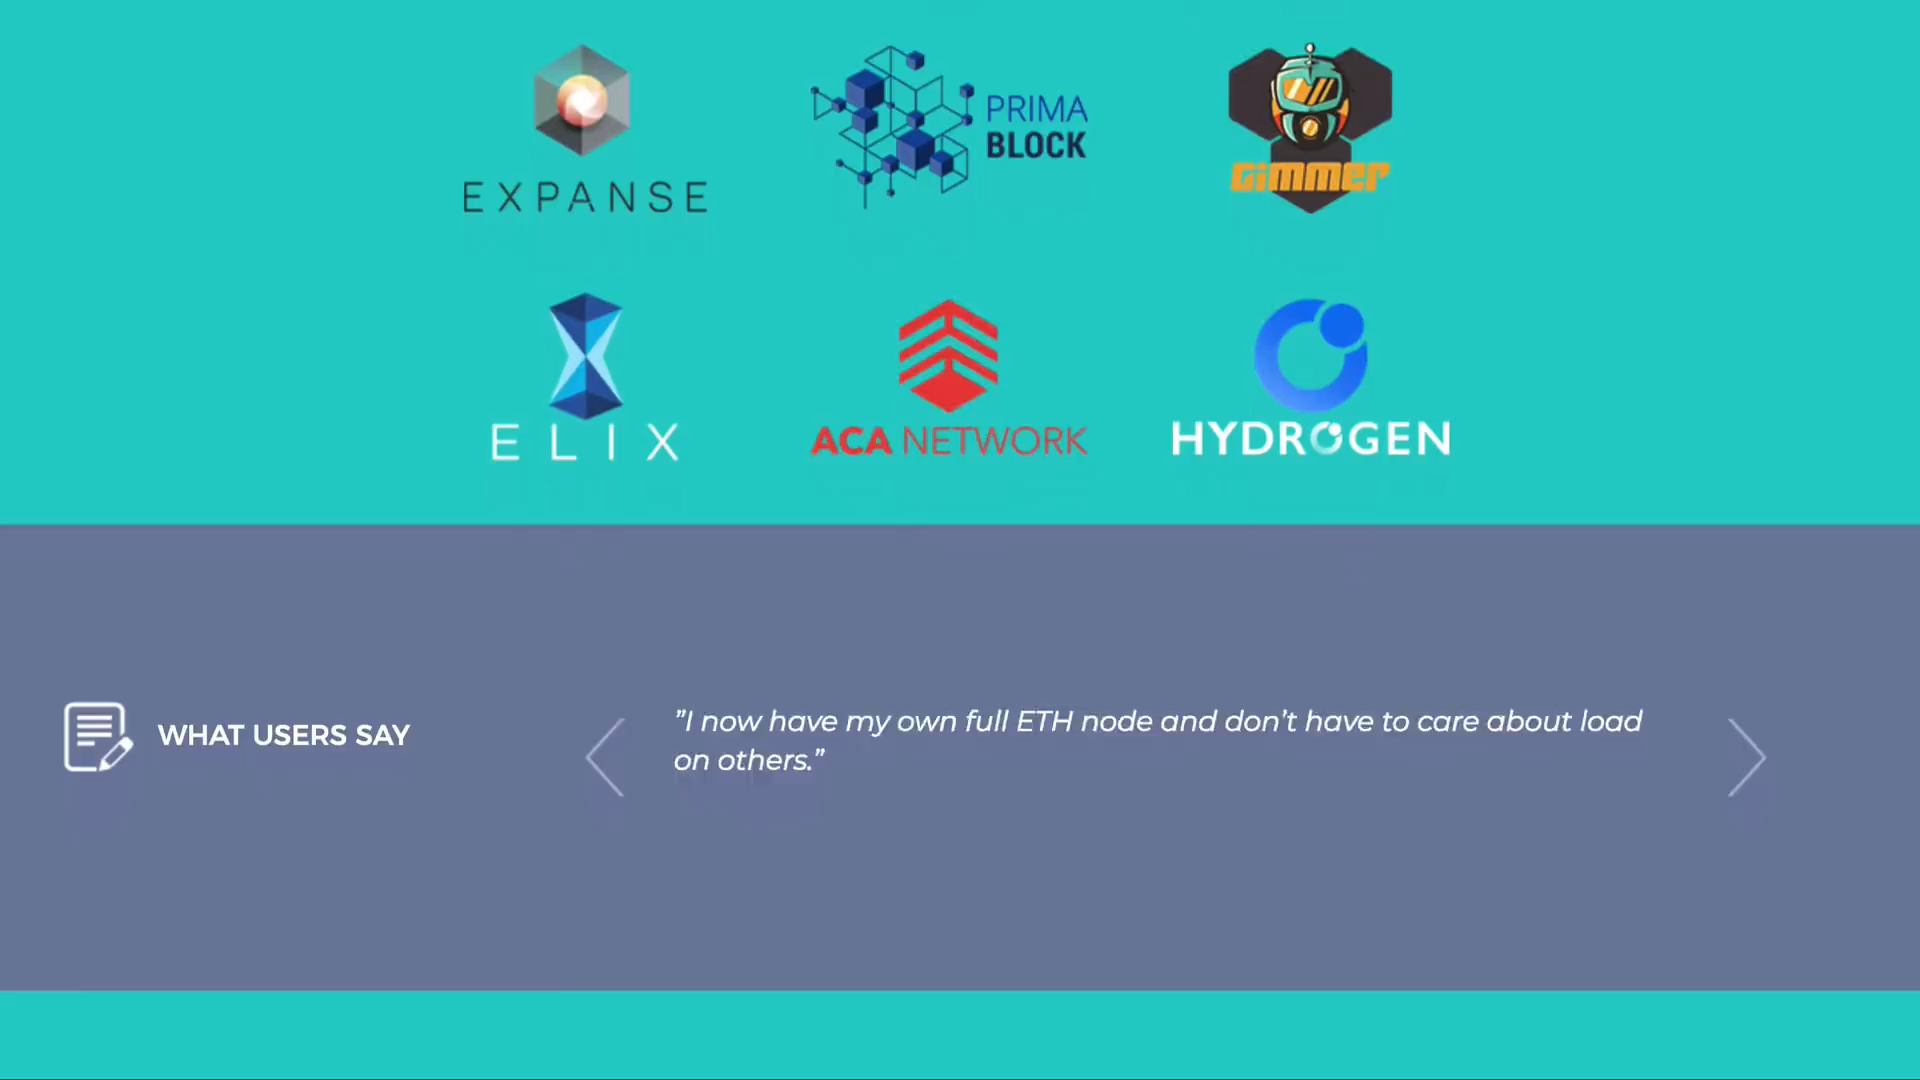 EXPANSE
PRIMA
BLOCK
GIMMER
ELIX
ACA NETWORK
HYDROGEN
WHAT USERS SAY
”I now have my own full ETH node and don’t have to care about load
on others.”